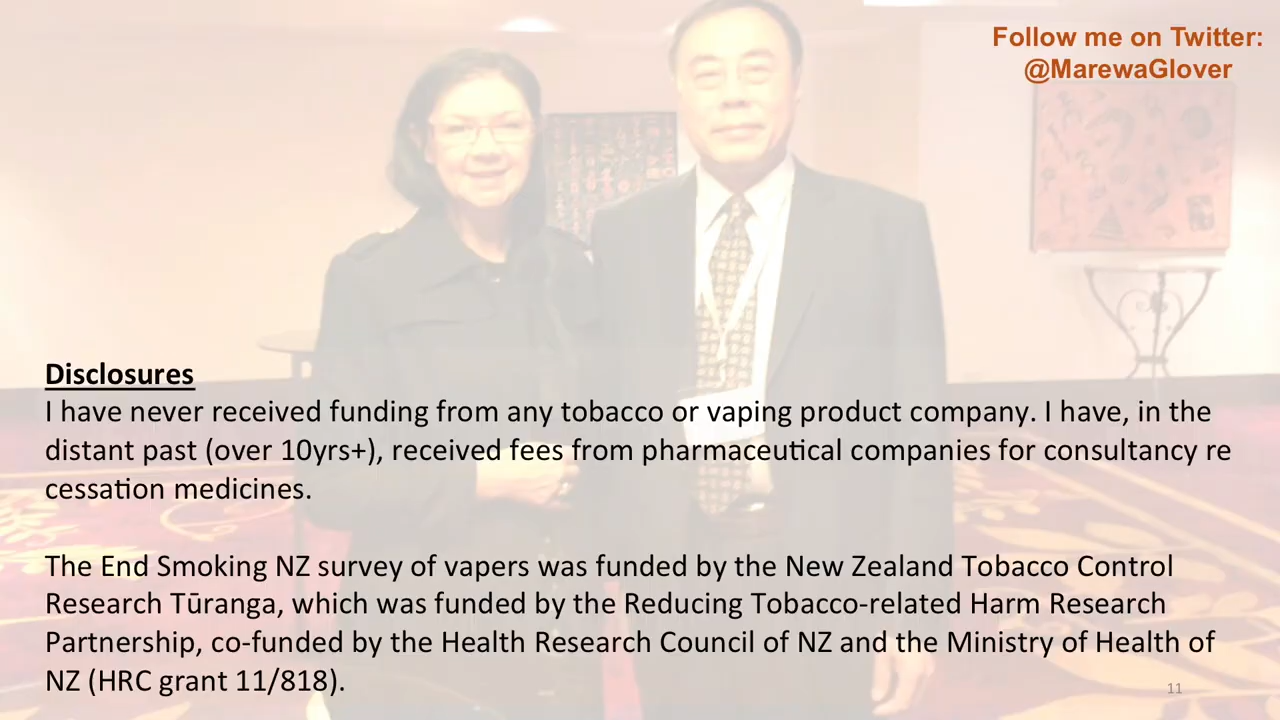 Follow me on Twitter:
@MarewaGlover
Disclosures
I have never received funding from any tobacco or vaping product company. I have, in the
distant past (over 10yrs+), received fees from pharmaceutical companies for consultancy re
cessation medicines.
The End Smoking NZ survey of vapers was funded by the New Zealand Tobacco Control
Research Tūranga, which was funded by the Reducing Tobacco-related Harm Research
Partnership, co-funded by the Health Research Council of NZ and the Ministry of Health of
NZ (HRC grant 11/818).
11